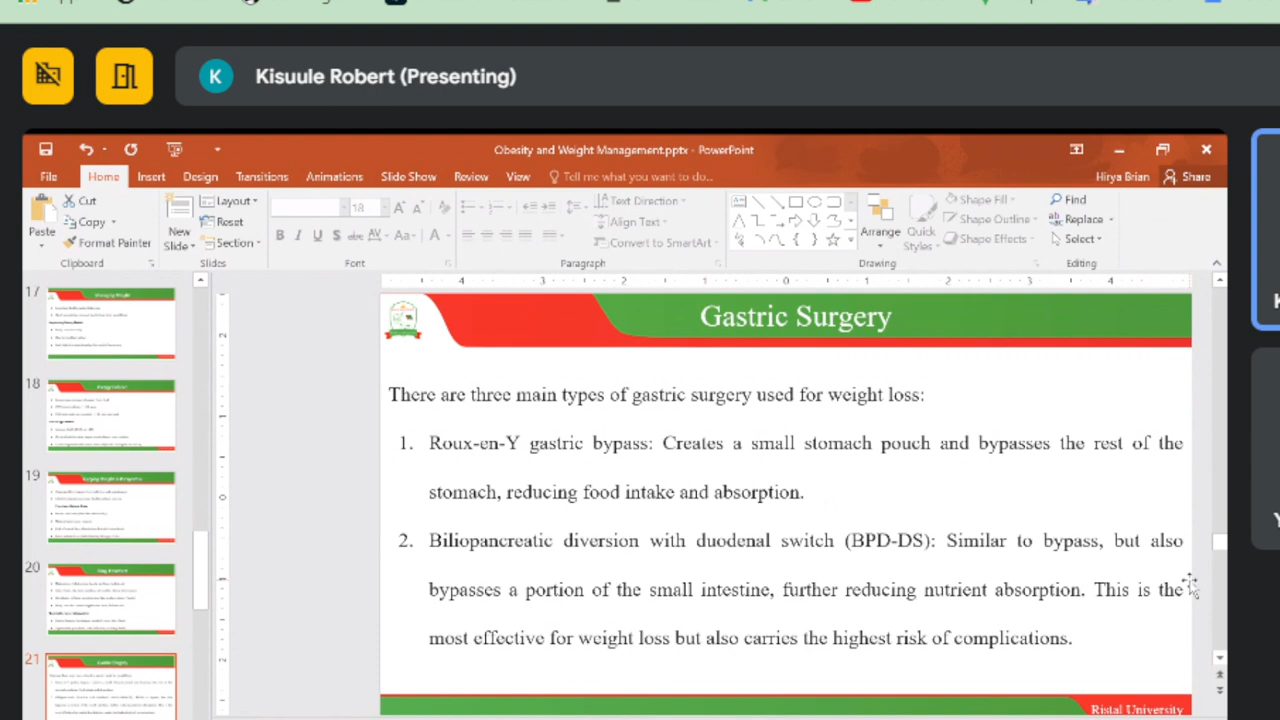 K Kisuule Robert (Presenting)
Obesity and Weight Management.pptx - PowerPoint
File Home Insert Design Transitions Animations Slide Show Review View Tell me what you want to do... Hirya Brian Share
Paste
Cut
Copy
Format Painter
Clipboard
New
Slide
Layout
Reset
Section
Slides
18
B I U S abc AV Aa A
Font
Text Direction
Align Text
Convert to SmartArt
Paragraph
Arrange
Quick
Styles
Shape Fill
Shape Outline
Shape Effects
Drawing
Find
Replace
Select
Editing
17
18
19
20
21
Gastric Surgery
There are three main types of gastric surgery used for weight loss:
1. Roux-en-Y gastric bypass: Creates a small stomach pouch and bypasses the rest of the
stomach, reducing food intake and absorption.
2. Biliopancreatic diversion with duodenal switch (BPD-DS): Similar to bypass, but also
bypasses a portion of the small intestine, further reducing nutrient absorption. This is the
most effective for weight loss but also carries the highest risk of complications.
Ristal University